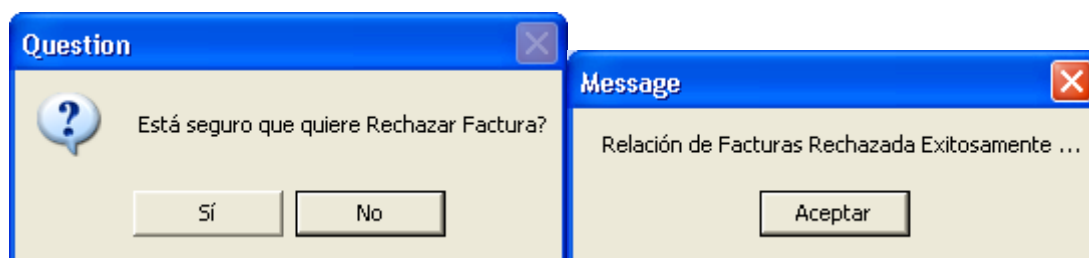 Question
Está seguro que quiere Rechazar Factura?
Sí
No
Message
Relación de Facturas Rechazada Exitosamente ...
Aceptar